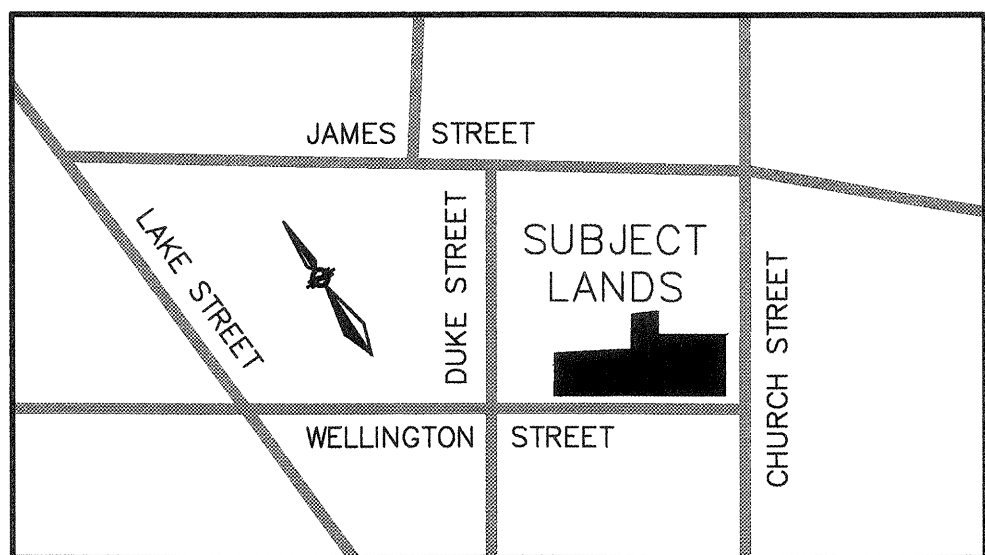 JAMES STREET
LAKE STREET
DUKE STREET
SUBJECT
LANDS
CHURCH STREET
WELLINGTON STREET